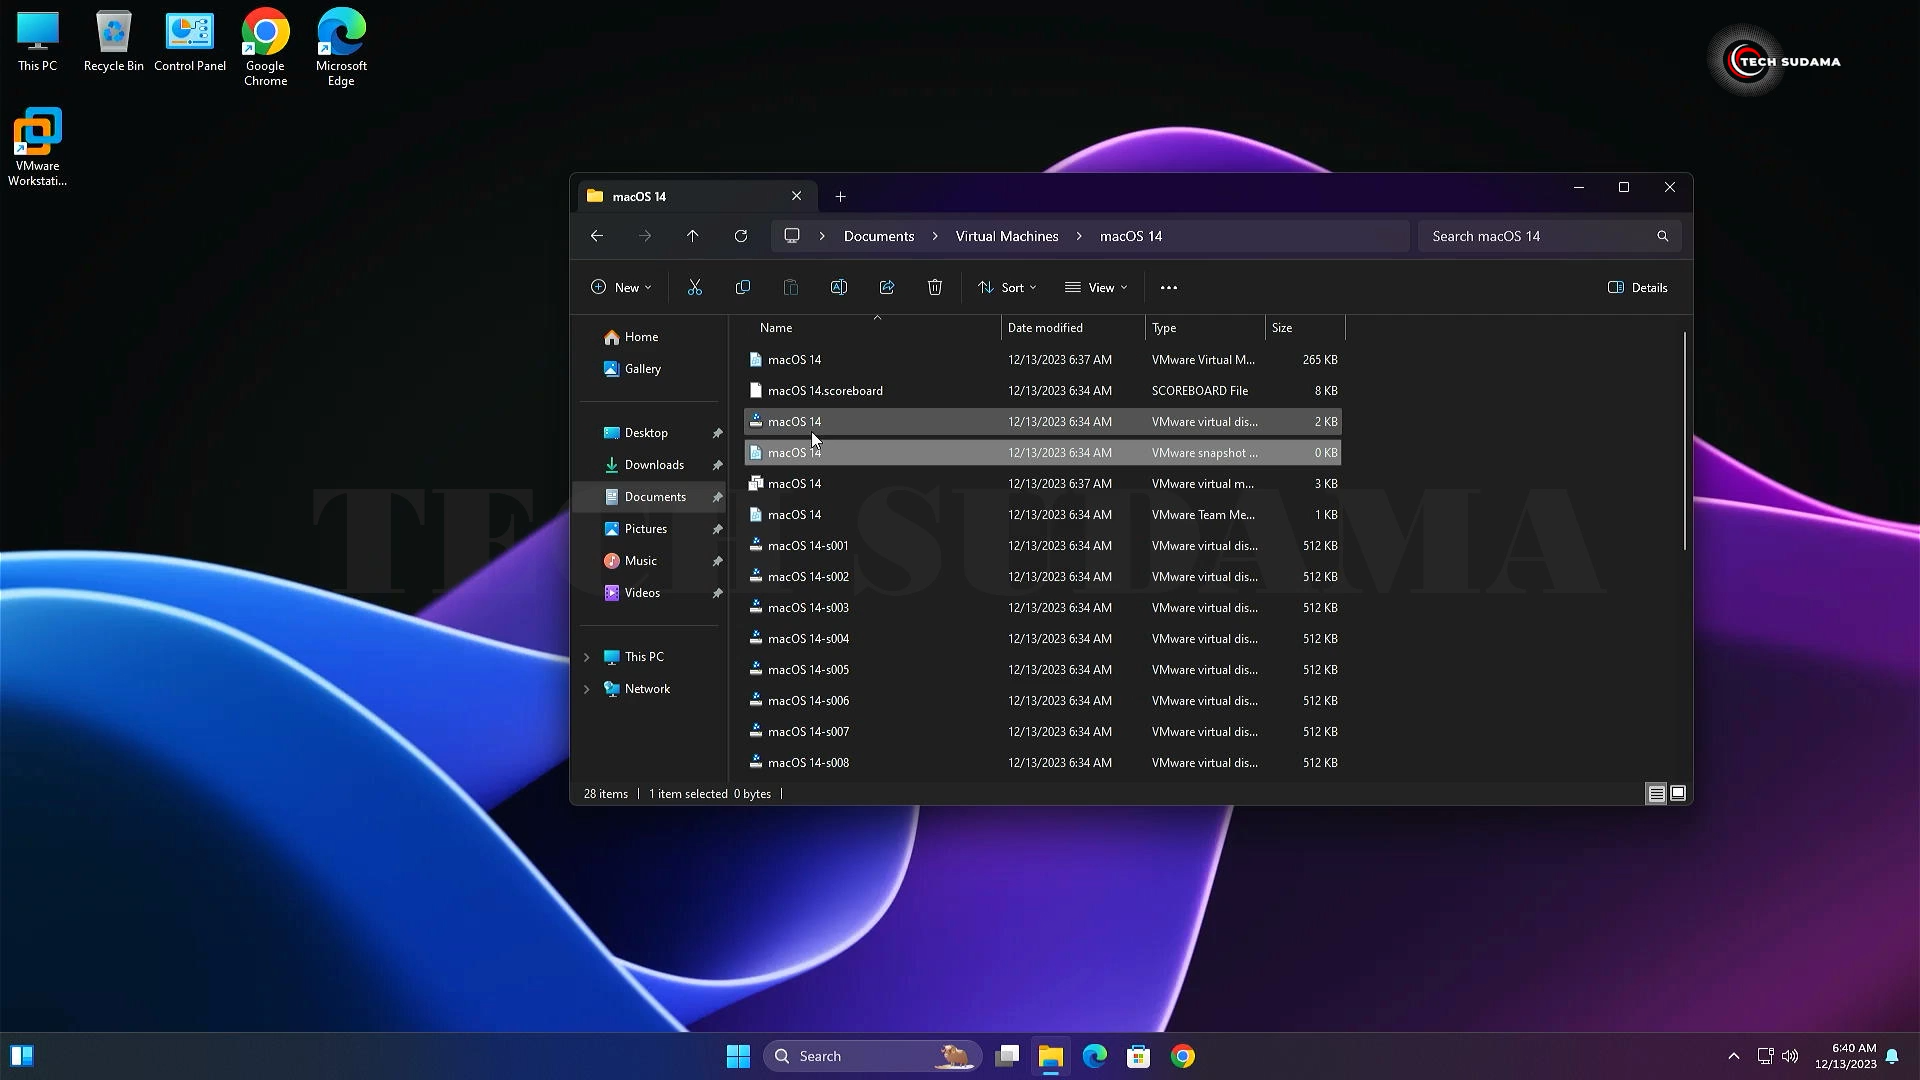 This PC
Recycle Bin
Control Panel
Google
Chrome
Microsoft
Edge
VMware
Workstati...
TECH SUDAMA
macOS 14
Documents > Virtual Machines > macOS 14
Search macOS 14
New
Sort
View
Details
Home
Gallery
Desktop
Downloads
Documents
Pictures
Music
Videos
This PC
Network
Name Date modified Type Size
macOS 14 12/13/2023 6:37 AM VMware Virtual M... 265 KB
macOS 14.scoreboard 12/13/2023 6:34 AM SCOREBOARD File 8 KB
macOS 14 12/13/2023 6:34 AM VMware virtual dis... 2 KB
macOS 14 12/13/2023 6:34 AM VMware snapshot ... 0 KB
macOS 14 12/13/2023 6:37 AM VMware virtual m... 3 KB
macOS 14 12/13/2023 6:34 AM VMware Team Me... 1 KB
macOS 14-s001 12/13/2023 6:34 AM VMware virtual dis... 512 KB
macOS 14-s002 12/13/2023 6:34 AM VMware virtual dis... 512 KB
macOS 14-s003 12/13/2023 6:34 AM VMware virtual dis... 512 KB
macOS 14-s004 12/13/2023 6:34 AM VMware virtual dis... 512 KB
macOS 14-s005 12/13/2023 6:34 AM VMware virtual dis... 512 KB
macOS 14-s006 12/13/2023 6:34 AM VMware virtual dis... 512 KB
macOS 14-s007 12/13/2023 6:34 AM VMware virtual dis... 512 KB
macOS 14-s008 12/13/2023 6:34 AM VMware virtual dis... 512 KB
TECH SUDAMA
28 items | 1 item selected 0 bytes |
Search
6:40 AM
12/13/2023